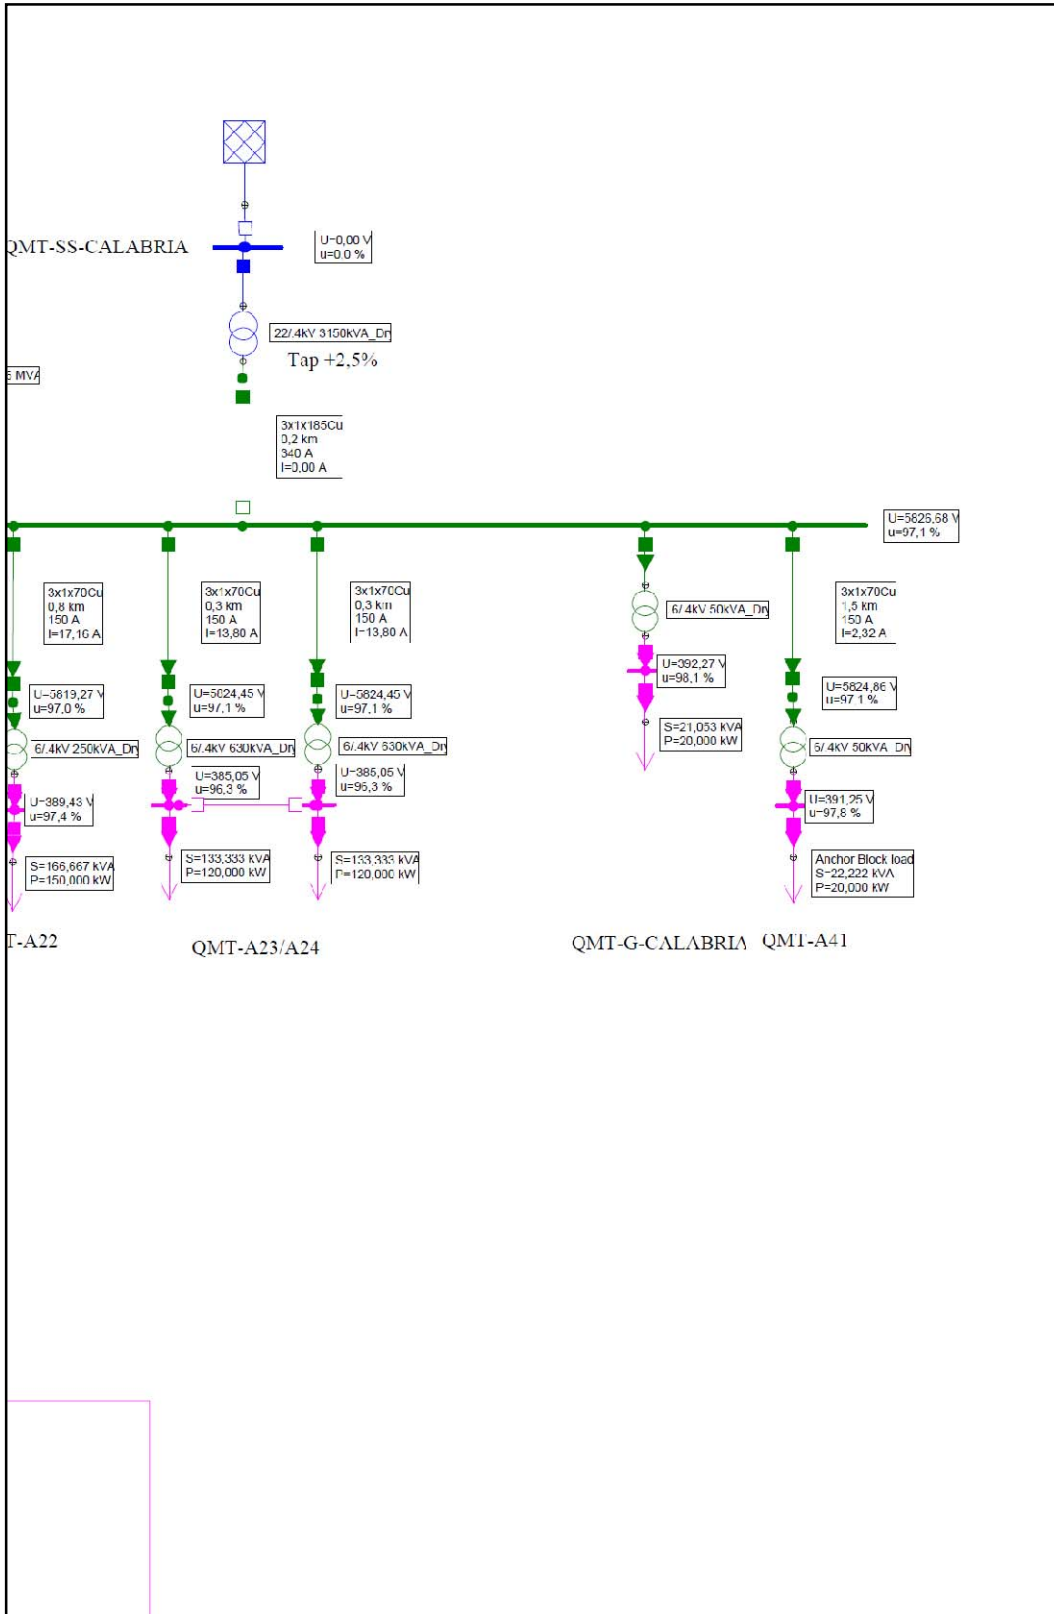 QMT-SS-CALABRIA
U=0,00 V
u=0,0 %
22/.4kV 3150kVA_Dry
Tap +2,5%
MVA
3x1x185Cu
0,2 km
340 A
I=0,00 A
U=5826,68 V
u=97,1 %
3x1x70Cu
0,8 km
150 A
I=17,16 A
3x1x70Cu
0,3 km
150 A
I=13,80 A
3x1x70Cu
0,3 km
150 A
I=13,80 A
3x1x70Cu
1,5 km
150 A
I=2,32 A
6/.4kV 50kVA_Dry
U=392,27 V
u=98,1 %
U=5819,27 V
u=97,0 %
U=5824,45 V
u=97,1 %
U=5824,45 V
u=97,1 %
U=5824,86 V
u=97,1 %
6/.4kV 250kVA_Dry
6/.4kV 630kVA_Dry
6/.4kV 630kVA_Dry
6/.4kV 50kVA_Dry
S=21,053 kVA
P=20,000 kW
U=389,43 V
u=97,4 %
U=385,05 V
u=96,3 %
U=385,05 V
u=96,3 %
U=391,25 V
u=97,8 %
S=166,667 kVA
P=150,000 kW
S=133,333 kVA
P=120,000 kW
S=133,333 kVA
P=120,000 kW
Anchor Block load
S=22,222 kVA
P=20,000 kW
T-A22
QMT-A23/A24
QMT-G-CALABRIA
QMT-A41